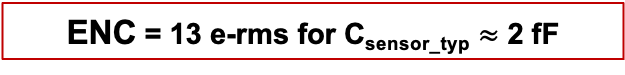 ENC = 13 e-rms for Csensor_typ ≈ 2 fF